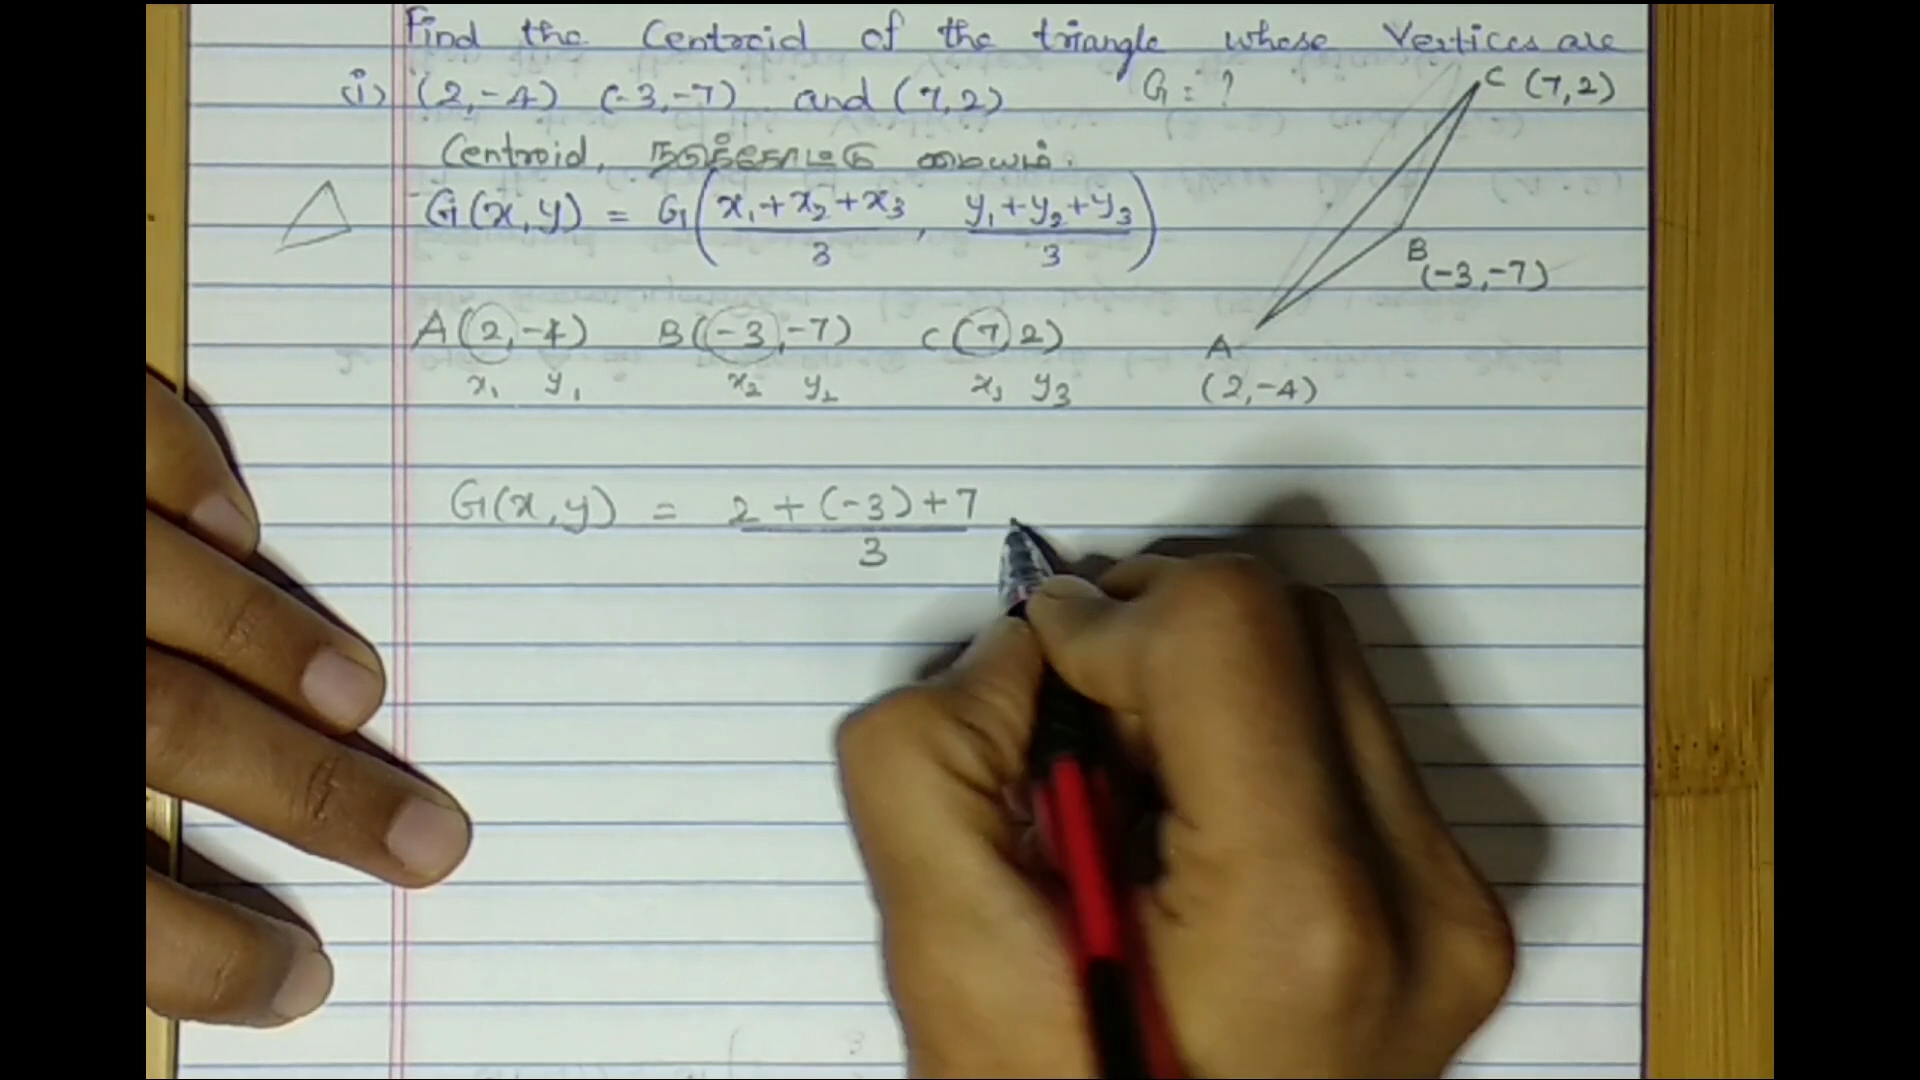 Find the Centroid of the triangle whose Vertices are
(i) (2,-4) (-3,-7) and (7,2) G = ?
Centroid, நடுக்கோட்டு மையம்.
G(x,y) = G((x₁+x₂+x₃)/3, (y₁+y₂+y₃)/3)
A(2,-4) B(-3,-7) C(7,2)
x₁ y₁ x₂ y₂ x₃ y₃
C (7,2)
B
(-3,-7)
A
(2,-4)
G(x,y) = (2+(-3)+7)/3